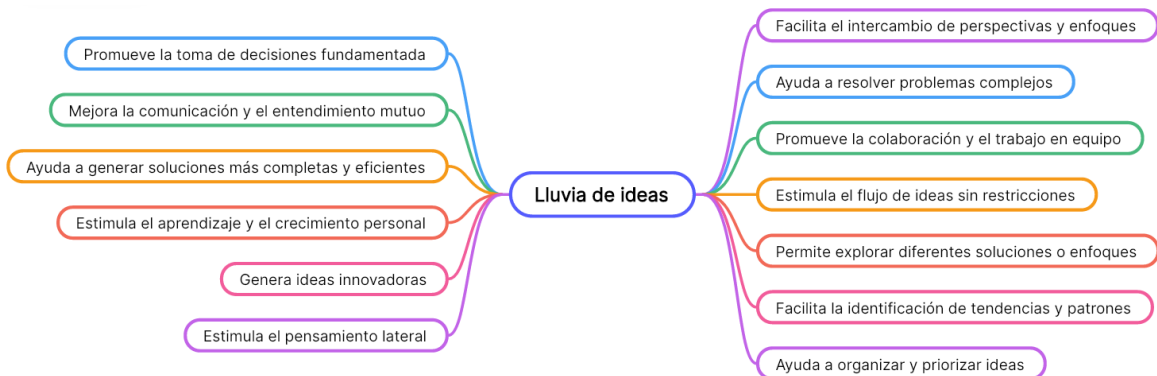 Promueve la toma de decisiones fundamentada
Mejora la comunicación y el entendimiento mutuo
Ayuda a generar soluciones más completas y eficientes
Estimula el aprendizaje y el crecimiento personal
Genera ideas innovadoras
Estimula el pensamiento lateral
Lluvia de ideas
Facilita el intercambio de perspectivas y enfoques
Ayuda a resolver problemas complejos
Promueve la colaboración y el trabajo en equipo
Estimula el flujo de ideas sin restricciones
Permite explorar diferentes soluciones o enfoques
Facilita la identificación de tendencias y patrones
Ayuda a organizar y priorizar ideas